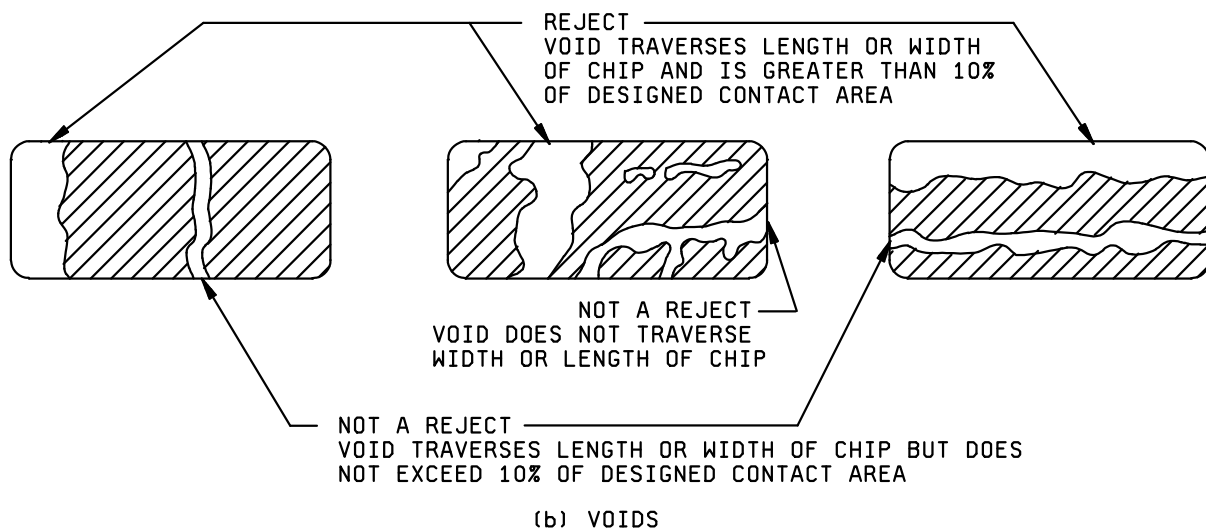 REJECT
VOID TRAVERSES LENGTH OR WIDTH
OF CHIP AND IS GREATER THAN 10%
OF DESIGNED CONTACT AREA
NOT A REJECT
VOID DOES NOT TRAVERSE
WIDTH OR LENGTH OF CHIP
NOT A REJECT
VOID TRAVERSES LENGTH OR WIDTH OF CHIP BUT DOES
NOT EXCEED 10% OF DESIGNED CONTACT AREA
(b) VOIDS